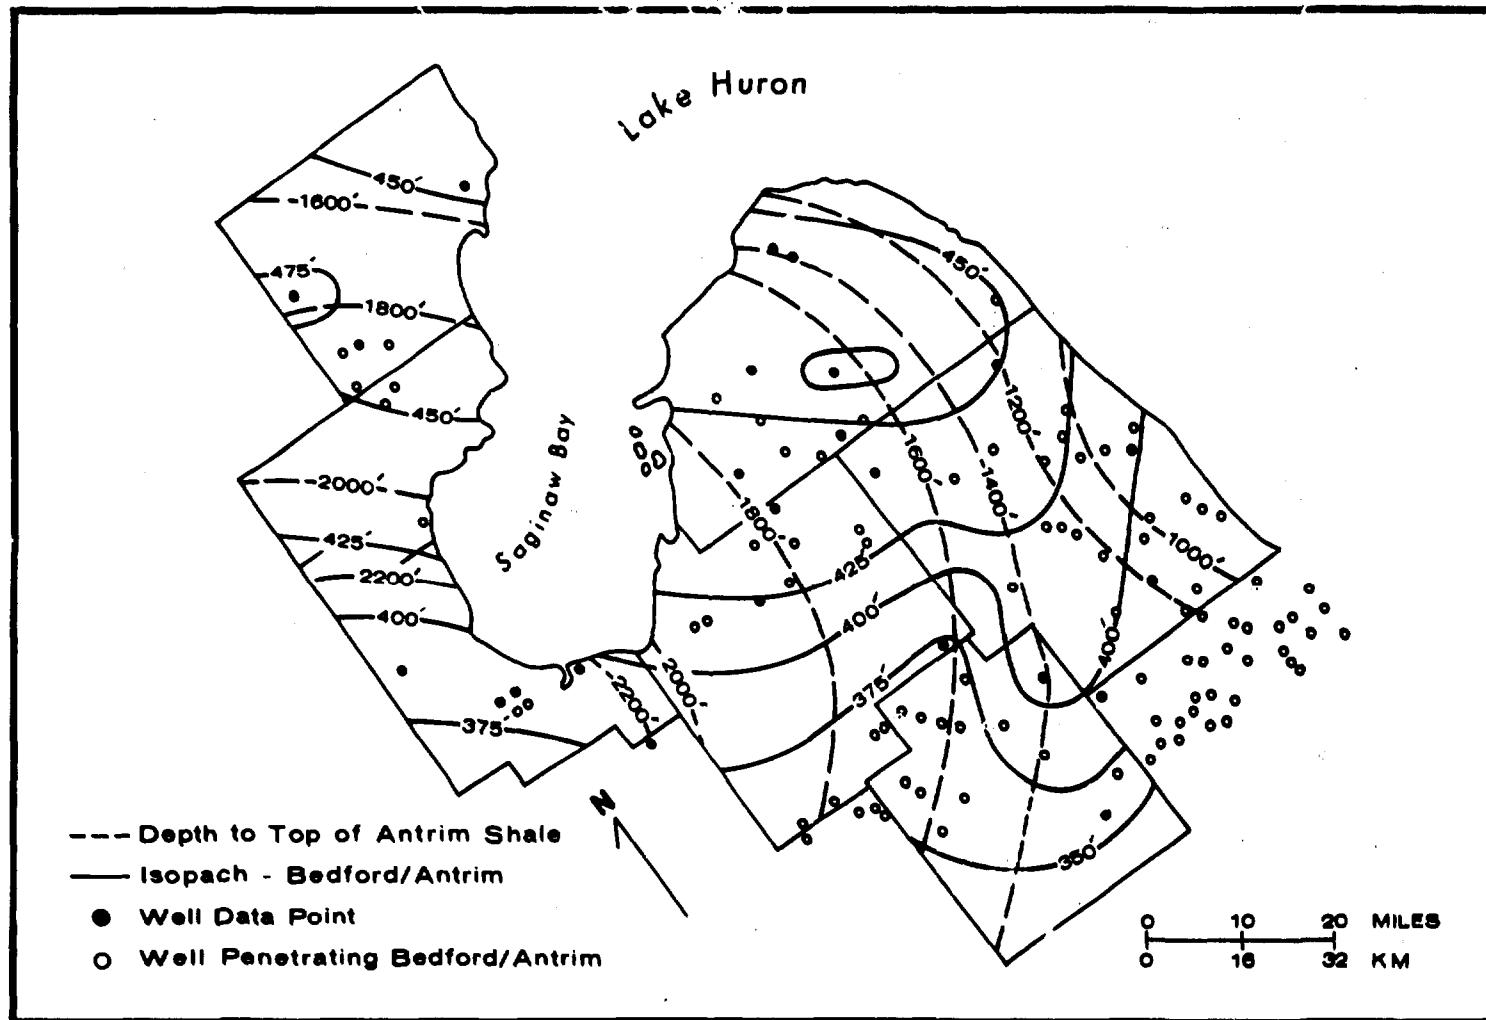 Lake Huron
450'
-1600'
475'
1800'
450'
-2000'
425'
2200'
400'
375'
Saginaw Bay
450'
1200'
1600'
-1400'
1800'
1000'
425'
400'
400'
375'
2000'
-2200'
350'
N
--- Depth to Top of Antrim Shale
Isopach - Bedford/Antrim
Well Data Point
Well Penetrating Bedford/Antrim
0 10 20 MILES
0 16 32 KM